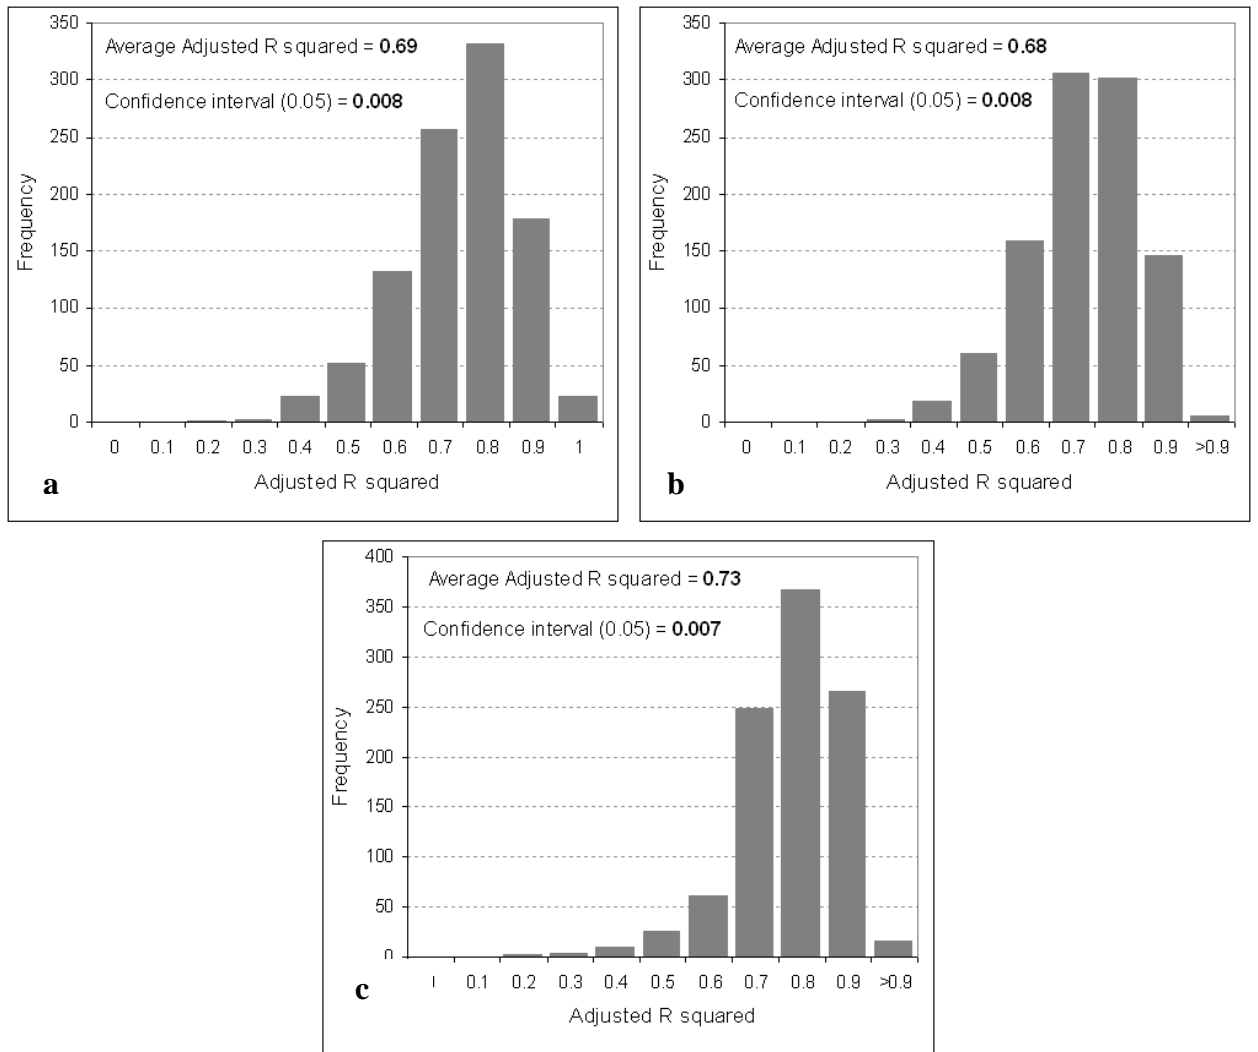 350
300
250
200
150
100
50
0
Frequency
Average Adjusted R squared = 0.69
Confidence interval (0.05) = 0.008
0 0.1 0.2 0.3 0.4 0.5 0.6 0.7 0.8 0.9 1
Adjusted R squared
a
350
300
250
200
150
100
50
0
Frequency
Average Adjusted R squared = 0.68
Confidence interval (0.05) = 0.008
0 0.1 0.2 0.3 0.4 0.5 0.6 0.7 0.8 0.9 >0.9
Adjusted R squared
b
400
350
300
250
200
150
100
50
0
Frequency
Average Adjusted R squared = 0.73
Confidence interval (0.05) = 0.007
0.1 0.2 0.3 0.4 0.5 0.6 0.7 0.8 0.9 >0.9
Adjusted R squared
c